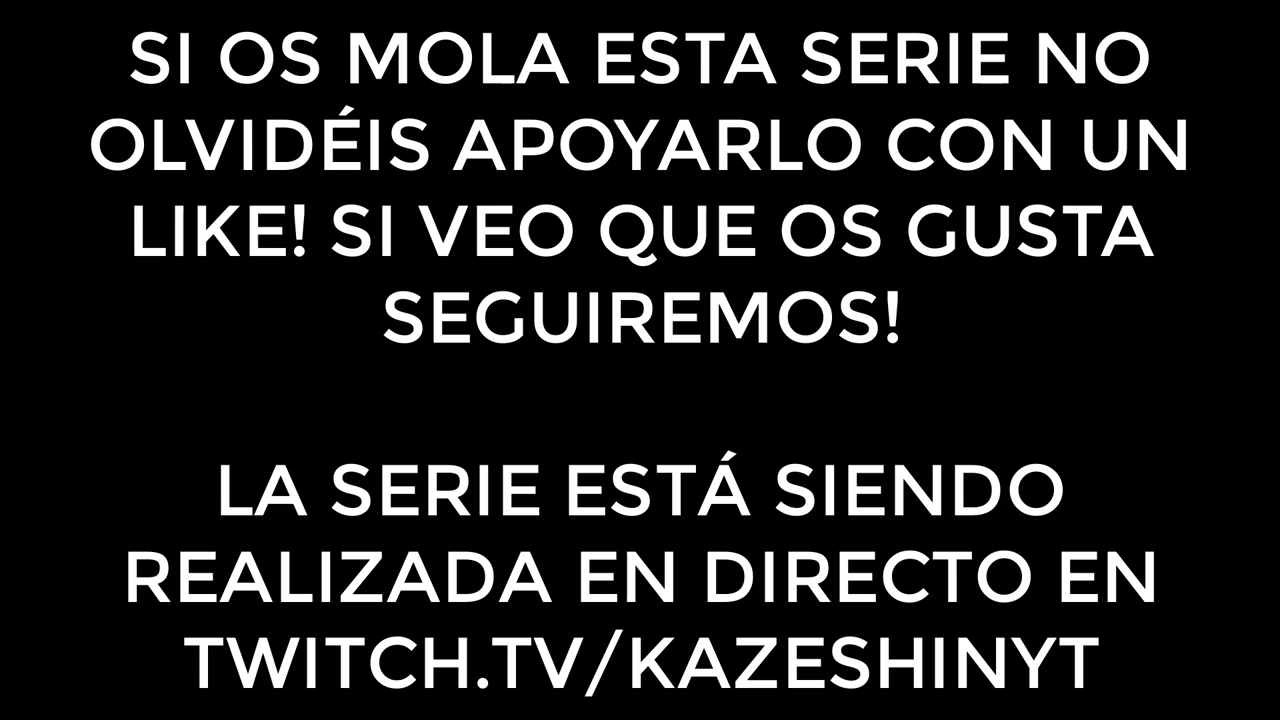 SI OS MOLA ESTA SERIE NO
OLVIDÉIS APOYARLO CON UN
LIKE! SI VEO QUE OS GUSTA
SEGUIREMOS!
LA SERIE ESTÁ SIENDO
REALIZADA EN DIRECTO EN
TWITCH.TV/KAZESHINYT